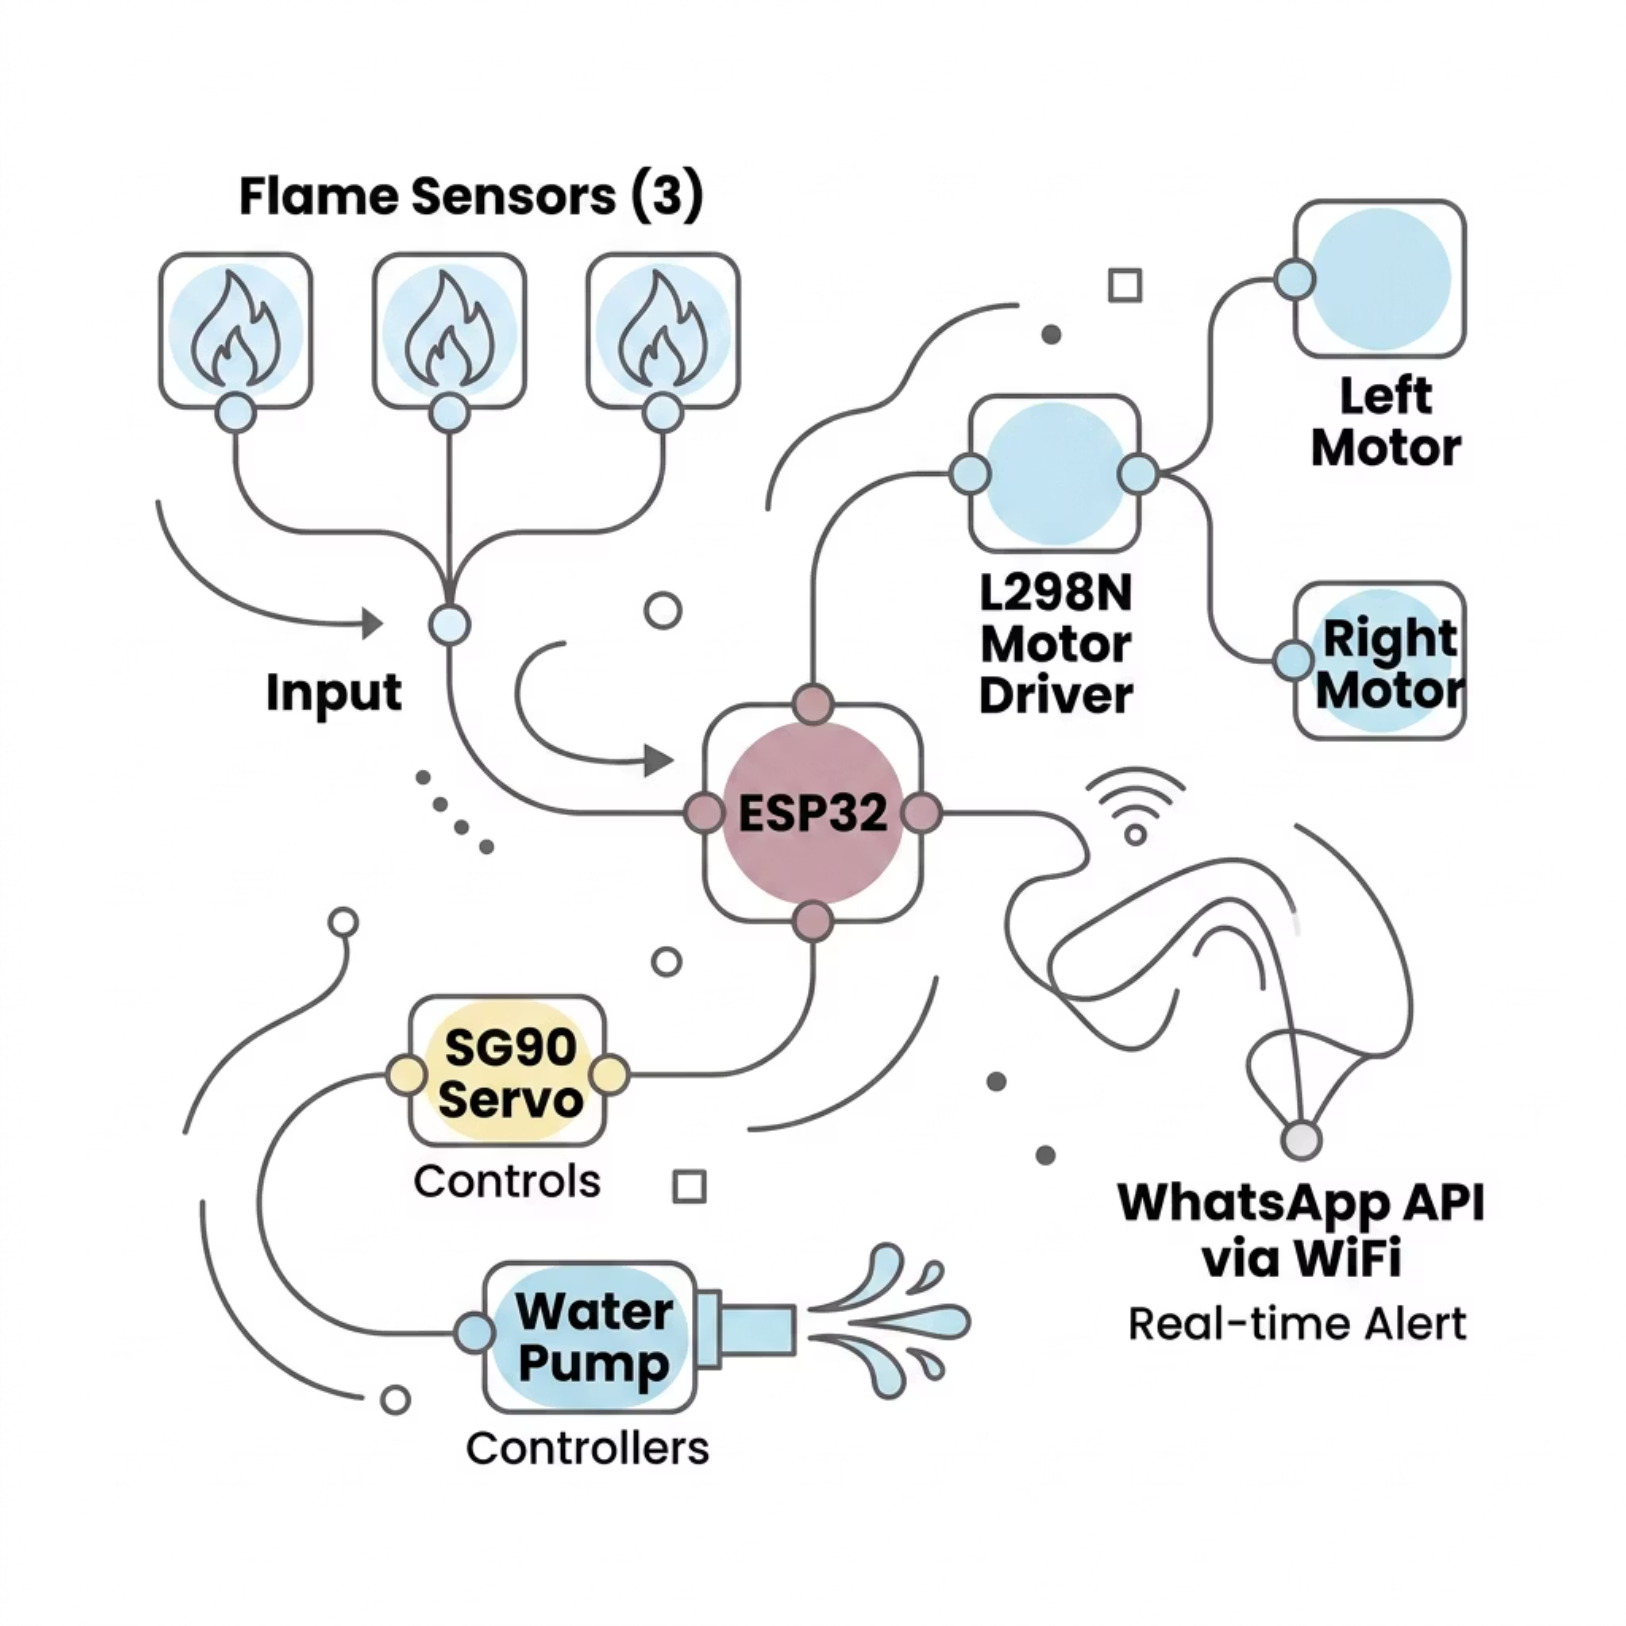 Flame Sensors (3)
Left
Motor
L298N
Motor
Driver
Right
Motor
Input
ESP32
SG90
Servo
Controls
WhatsApp API
via WiFi
Real-time Alert
Water
Pump
Controllers